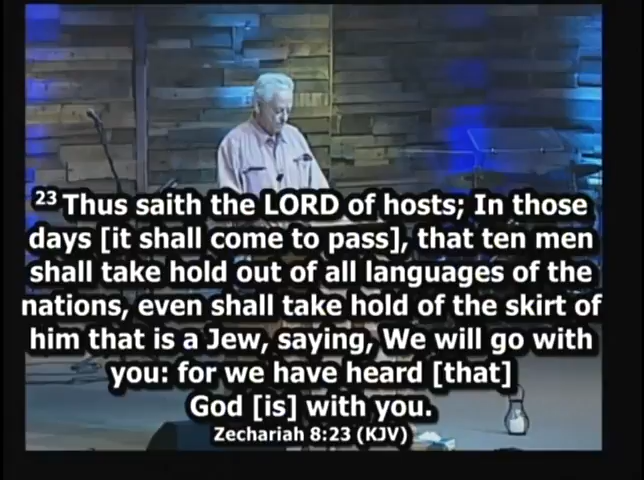 23 Thus saith the LORD of hosts; In those
days [it shall come to pass], that ten men
shall take hold out of all languages of the
nations, even shall take hold of the skirt of
him that is a Jew, saying, We will go with
you: for we have heard [that]
God [is] with you.
Zechariah 8:23 (KJV)